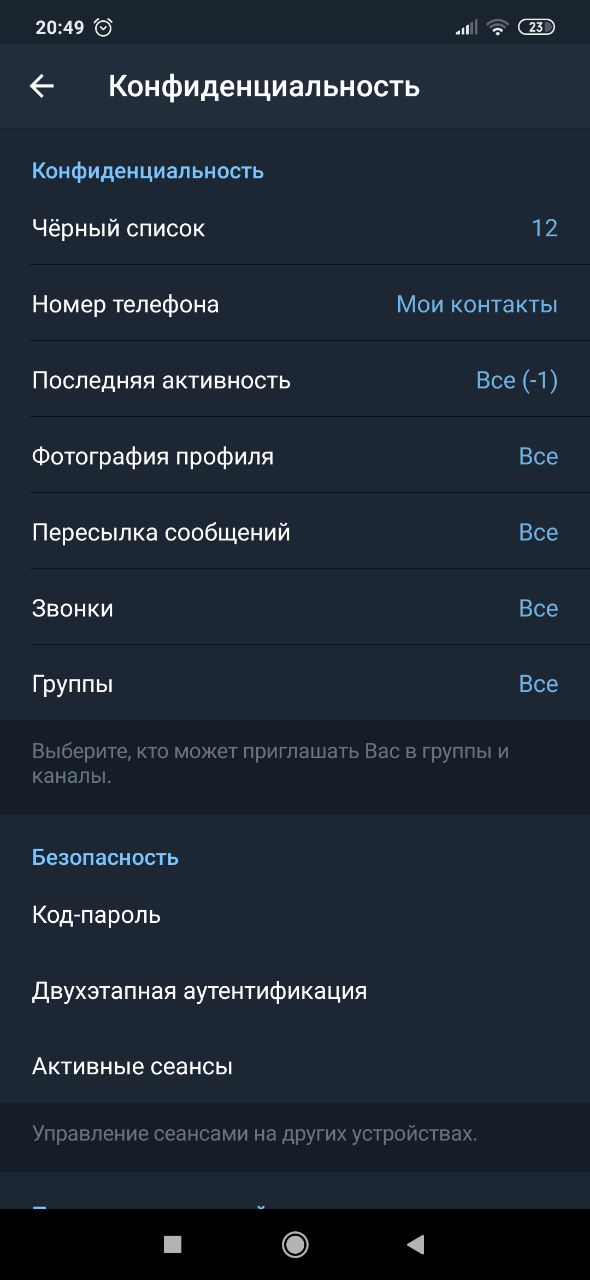 20:49
23
Конфиденциальность
Конфиденциальность
Чёрный список 12
Номер телефона Мои контакты
Последняя активность Все (-1)
Фотография профиля Все
Пересылка сообщений Все
Звонки Все
Группы Все
Выберите, кто может приглашать Вас в группы и
каналы.
Безопасность
Код-пароль
Двухэтапная аутентификация
Активные сеансы
Управление сеансами на других устройствах.